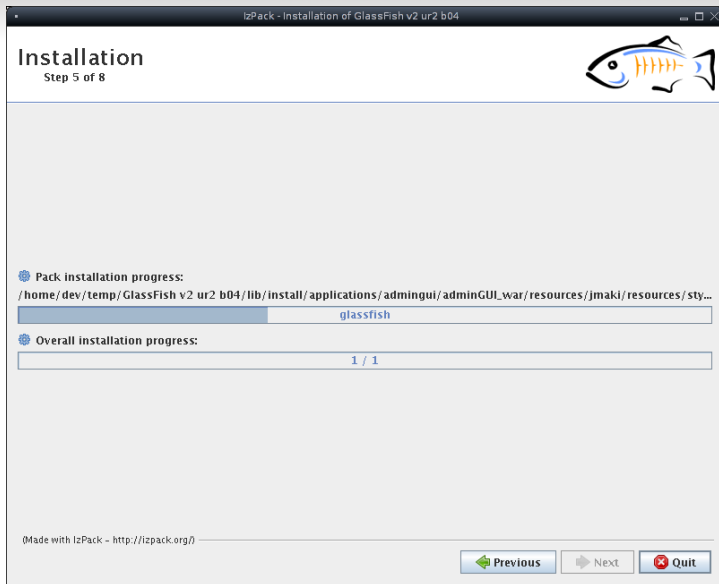 IzPack - Installation of GlassFish v2 ur2 b04
Installation
Step 5 of 8
Pack installation progress:
/home/dev/temp/GlassFish v2 ur2 b04/lib/install/applications/admingui/adminGUI_war/resources/jmaki/resources/sty...
glassfish
Overall installation progress:
1 / 1
(Made with IzPack - http://izpack.org/)
Previous Next Quit